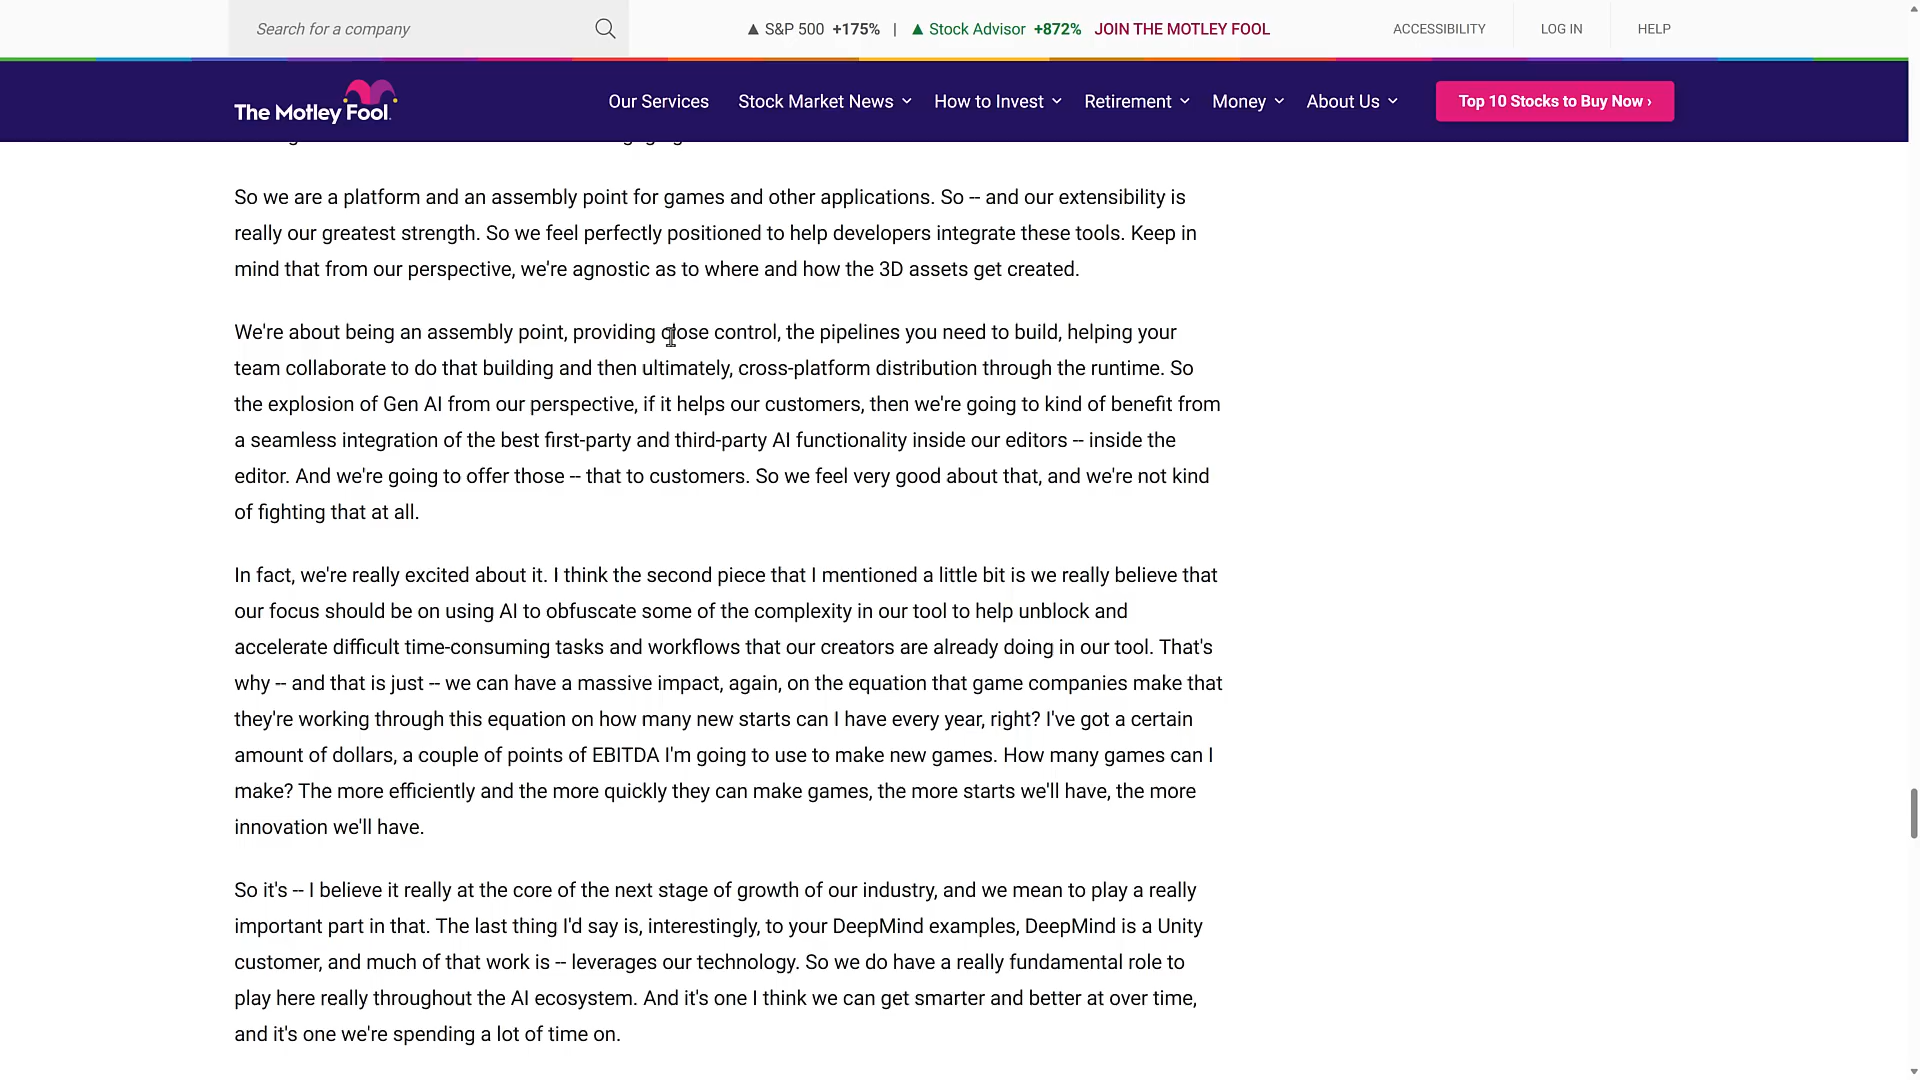 Search for a company
▲ S&P 500 +175% | ▲ Stock Advisor +872% JOIN THE MOTLEY FOOL
ACCESSIBILITY
LOG IN
HELP
The Motley Fool.
Our Services
Stock Market News
How to Invest
Retirement
Money
About Us
Top 10 Stocks to Buy Now ›
So we are a platform and an assembly point for games and other applications. So -- and our extensibility is
really our greatest strength. So we feel perfectly positioned to help developers integrate these tools. Keep in
mind that from our perspective, we're agnostic as to where and how the 3D assets get created.
We're about being an assembly point, providing close control, the pipelines you need to build, helping your
team collaborate to do that building and then ultimately, cross-platform distribution through the runtime. So
the explosion of Gen AI from our perspective, if it helps our customers, then we're going to kind of benefit from
a seamless integration of the best first-party and third-party AI functionality inside our editors -- inside the
editor. And we're going to offer those -- that to customers. So we feel very good about that, and we're not kind
of fighting that at all.
In fact, we're really excited about it. I think the second piece that I mentioned a little bit is we really believe that
our focus should be on using AI to obfuscate some of the complexity in our tool to help unblock and
accelerate difficult time-consuming tasks and workflows that our creators are already doing in our tool. That's
why -- and that is just -- we can have a massive impact, again, on the equation that game companies make that
they're working through this equation on how many new starts can I have every year, right? I've got a certain
amount of dollars, a couple of points of EBITDA I'm going to use to make new games. How many games can I
make? The more efficiently and the more quickly they can make games, the more starts we'll have, the more
innovation we'll have.
So it's -- I believe it really at the core of the next stage of growth of our industry, and we mean to play a really
important part in that. The last thing I'd say is, interestingly, to your DeepMind examples, DeepMind is a Unity
customer, and much of that work is -- leverages our technology. So we do have a really fundamental role to
play here really throughout the AI ecosystem. And it's one I think we can get smarter and better at over time,
and it's one we're spending a lot of time on.